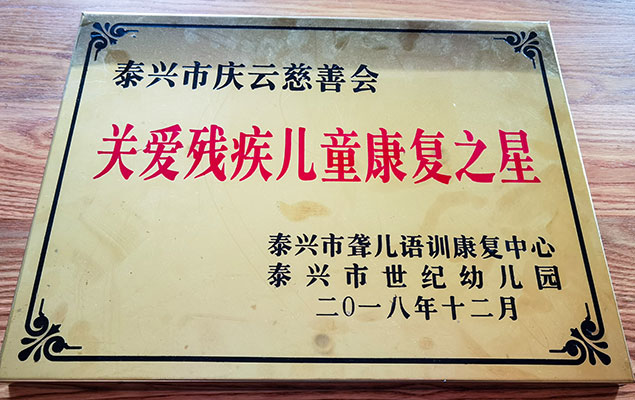 泰兴市庆云慈善会
关爱残疾儿童康复之星
泰兴市聋儿语训康复中心
泰兴市世纪幼儿园
二〇一八年十二月